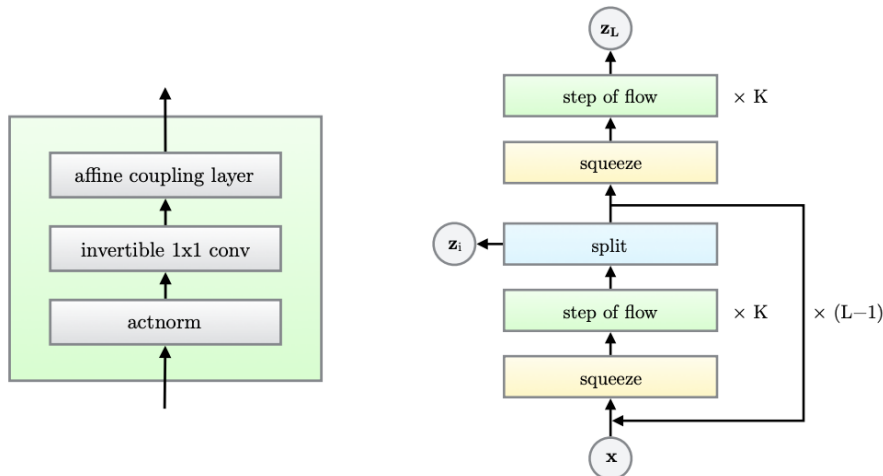 affine coupling layer
invertible 1x1 conv
actnorm
z_L
step of flow × K
squeeze
z_i split
step of flow × K × (L−1)
squeeze
x